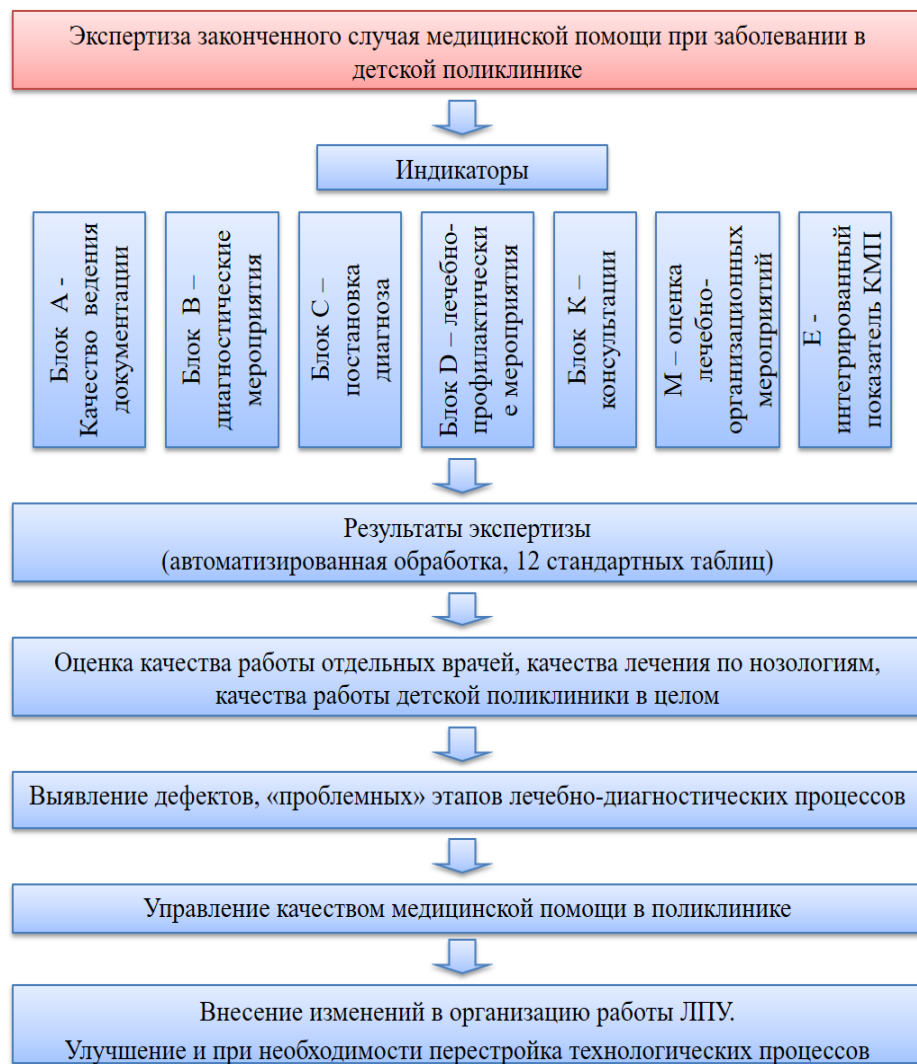 Экспертиза законченного случая медицинской помощи при заболевании в
детской поликлинике
Индикаторы
Блок А -
Качество ведения
документации
Блок В –
диагностические
мероприятия
Блок С –
постановка
диагноза
Блок D – лечебно-
профилактически
е мероприятия
Блок К –
консультации
М – оценка
лечебно-
организационных
мероприятий
Е -
интегрированный
показатель КМП
Результаты экспертизы
(автоматизированная обработка, 12 стандартных таблиц)
Оценка качества работы отдельных врачей, качества лечения по нозологиям,
качества работы детской поликлиники в целом
Выявление дефектов, «проблемных» этапов лечебно-диагностических процессов
Управление качеством медицинской помощи в поликлинике
Внесение изменений в организацию работы ЛПУ.
Улучшение и при необходимости перестройка технологических процессов